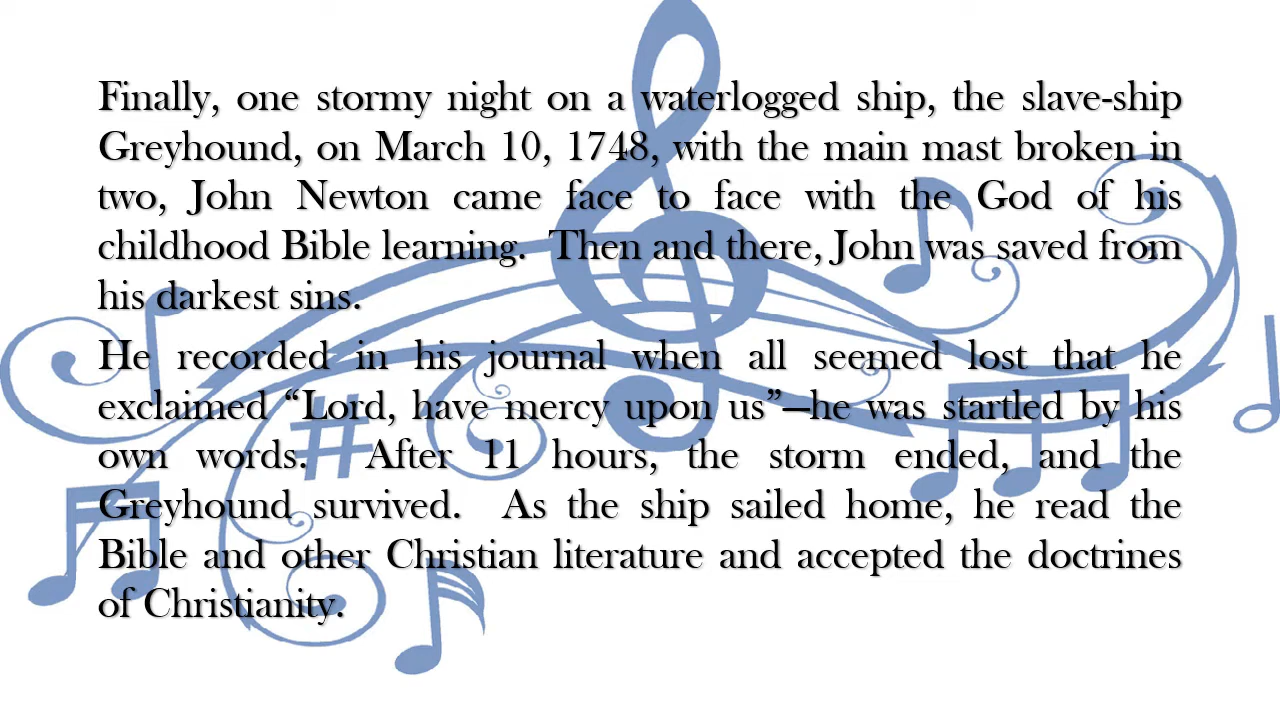 Finally, one stormy night on a waterlogged ship, the slave-ship
Greyhound, on March 10, 1748, with the main mast broken in
two, John Newton came face to face with the God of his
childhood Bible learning.  Then and there, John was saved from
his darkest sins.
He recorded in his journal when all seemed lost that he
exclaimed “Lord, have mercy upon us”—he was startled by his
own words.  After 11 hours, the storm ended, and the
Greyhound survived.  As the ship sailed home, he read the
Bible and other Christian literature and accepted the doctrines
of Christianity.